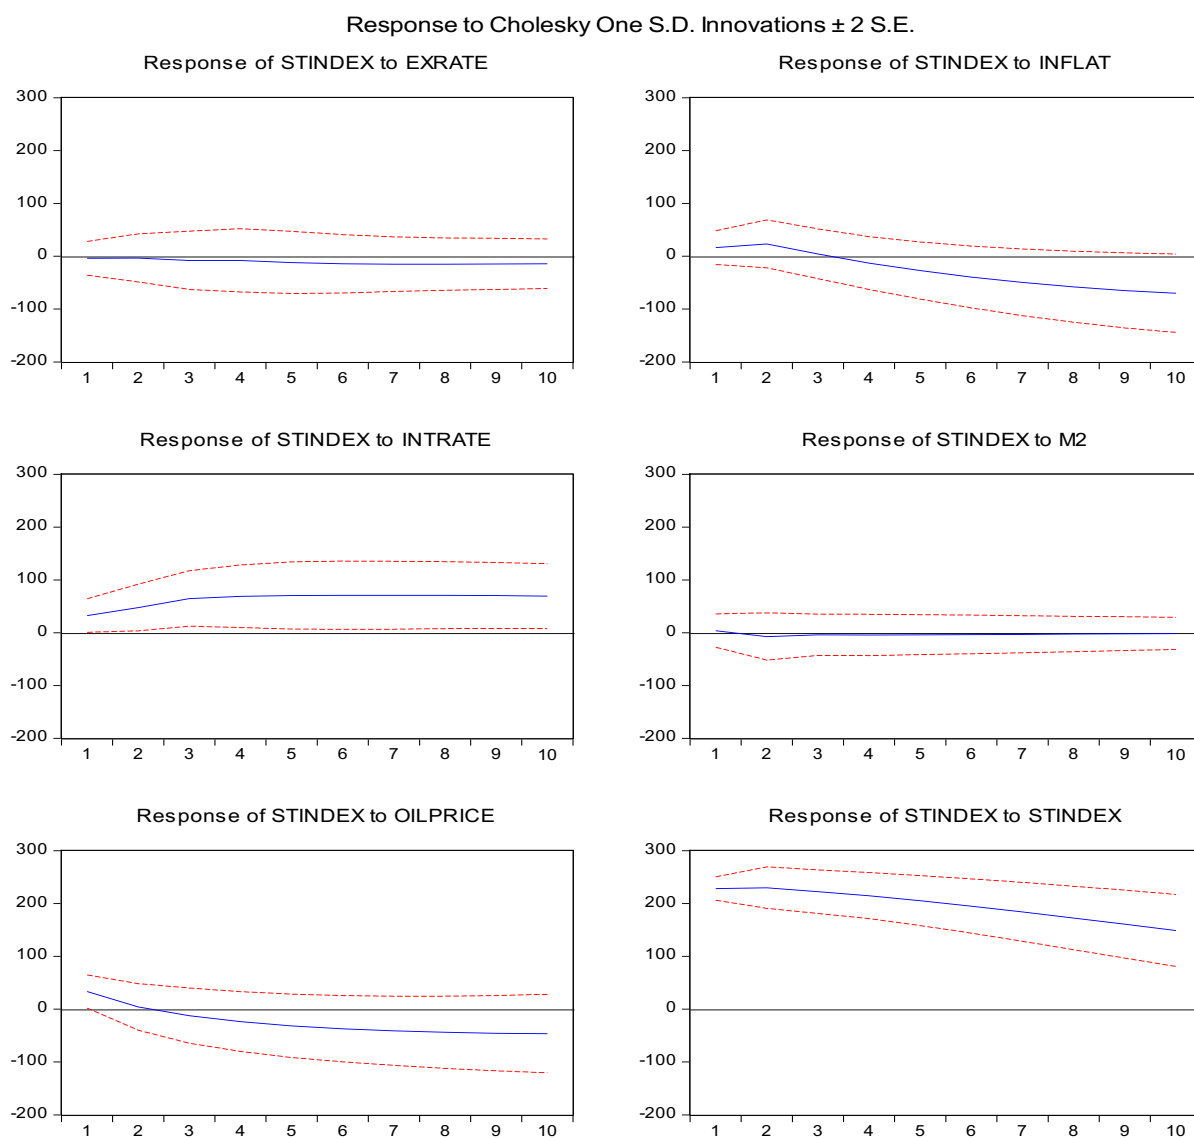 Response to Cholesky One S.D. Innovations ± 2 S.E.
Response of STINDEX to EXRATE
300
200
100
0
-100
-200
1 2 3 4 5 6 7 8 9 10
Response of STINDEX to INFLAT
300
200
100
0
-100
-200
1 2 3 4 5 6 7 8 9 10
Response of STINDEX to INTRATE
300
200
100
0
-100
-200
1 2 3 4 5 6 7 8 9 10
Response of STINDEX to M2
300
200
100
0
-100
-200
1 2 3 4 5 6 7 8 9 10
Response of STINDEX to OILPRICE
300
200
100
0
-100
-200
1 2 3 4 5 6 7 8 9 10
Response of STINDEX to STINDEX
300
200
100
0
-100
-200
1 2 3 4 5 6 7 8 9 10